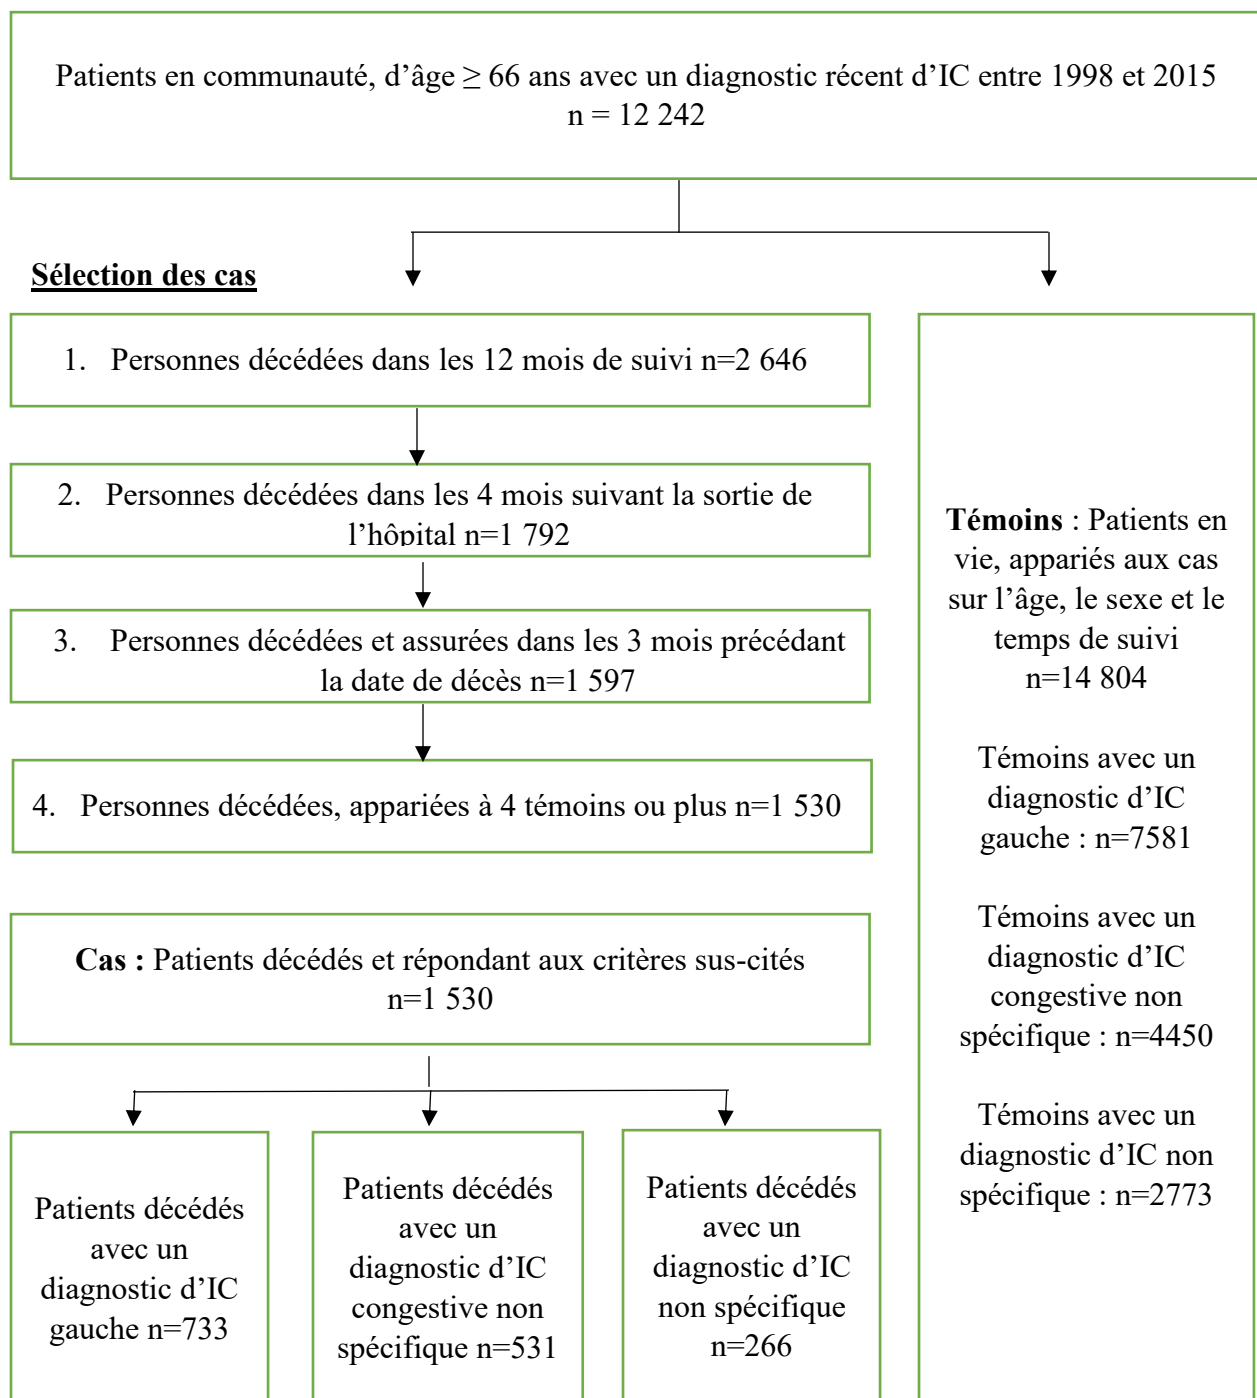 Patients en communauté, d’âge ≥ 66 ans avec un diagnostic récent d’IC entre 1998 et 2015
n = 12 242
Sélection des cas
1. Personnes décédées dans les 12 mois de suivi n=2 646
2. Personnes décédées dans les 4 mois suivant la sortie de
l’hôpital n=1 792
3. Personnes décédées et assurées dans les 3 mois précédant
la date de décès n=1 597
4. Personnes décédées, appariées à 4 témoins ou plus n=1 530
Cas : Patients décédés et répondant aux critères sus-cités
n=1 530
Patients décédés
avec un
diagnostic d’IC
gauche n=733
Patients décédés
avec un
diagnostic d’IC
congestive non
spécifique n=531
Patients décédés
avec un
diagnostic d’IC
non spécifique
n=266
Témoins : Patients en
vie, appariés aux cas
sur l’âge, le sexe et le
temps de suivi
n=14 804
Témoins avec un
diagnostic d’IC
gauche : n=7581
Témoins avec un
diagnostic d’IC
congestive non
spécifique : n=4450
Témoins avec un
diagnostic d’IC non
spécifique : n=2773